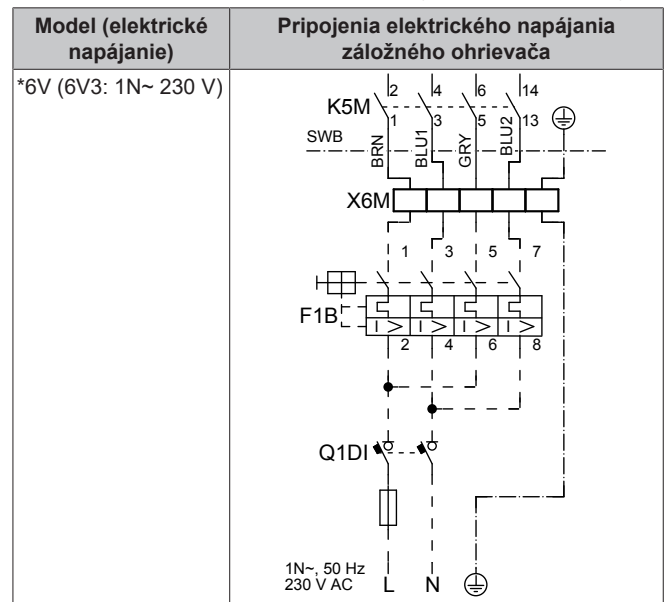 Model (elektrické napájanie)
Pripojenia elektrického napájania záložného ohrievača
*6V (6V3: 1N~ 230 V)
2 4 6 14
K5M
1 3 5 13
SWB
BRN BLU1 GRY BLU2
X6M
1 3 5 7
F1B
I > I > I > I >
2 4 6 8
Q1DI
1N~, 50 Hz
230 V AC
L N